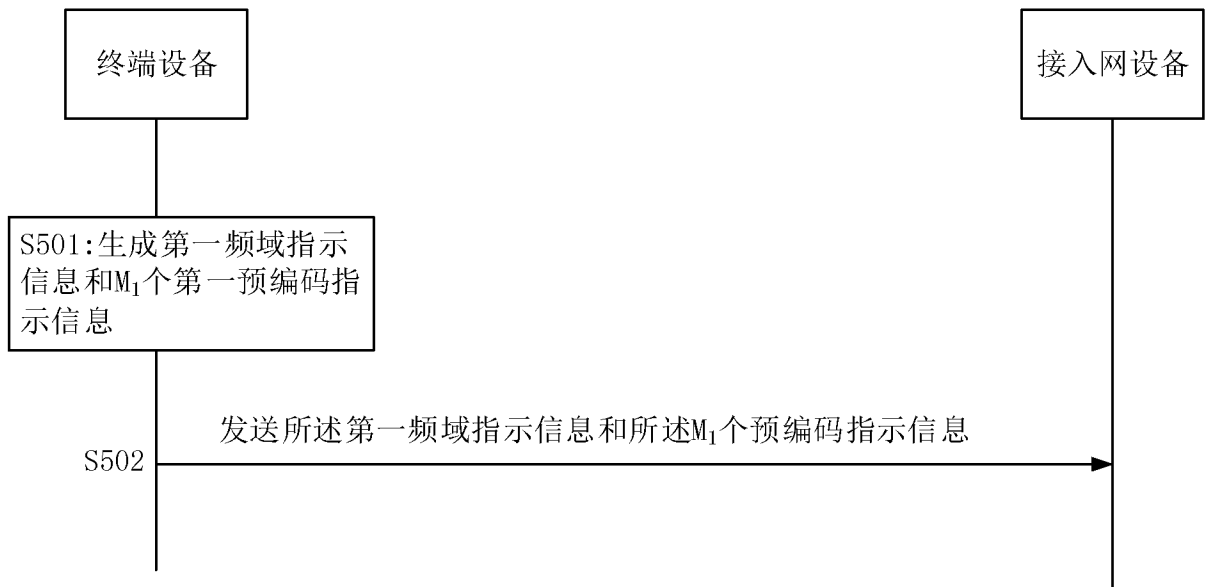 终端设备
接入网设备
S501:生成第一频域指示
信息和M₁个第一预编码指
示信息
发送所述第一频域指示信息和所述M₁个预编码指示信息
S502